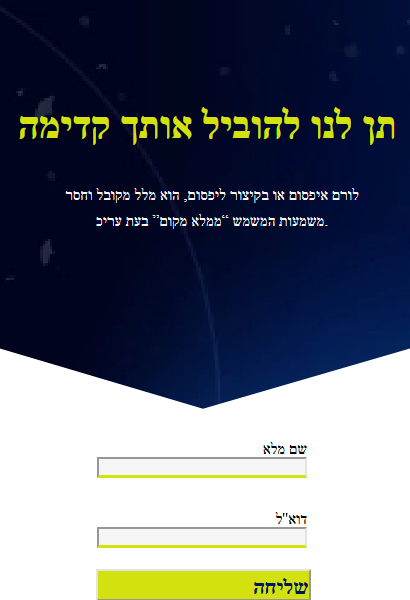 תן לנו להוביל אותך קדימה
לורם איפסום או בקיצור ליפסום, הוא מלל מקובל וחסר
משמעות המשמש “ממלא מקום” בעת עריכ.
שם מלא
דוא"ל
שליחה